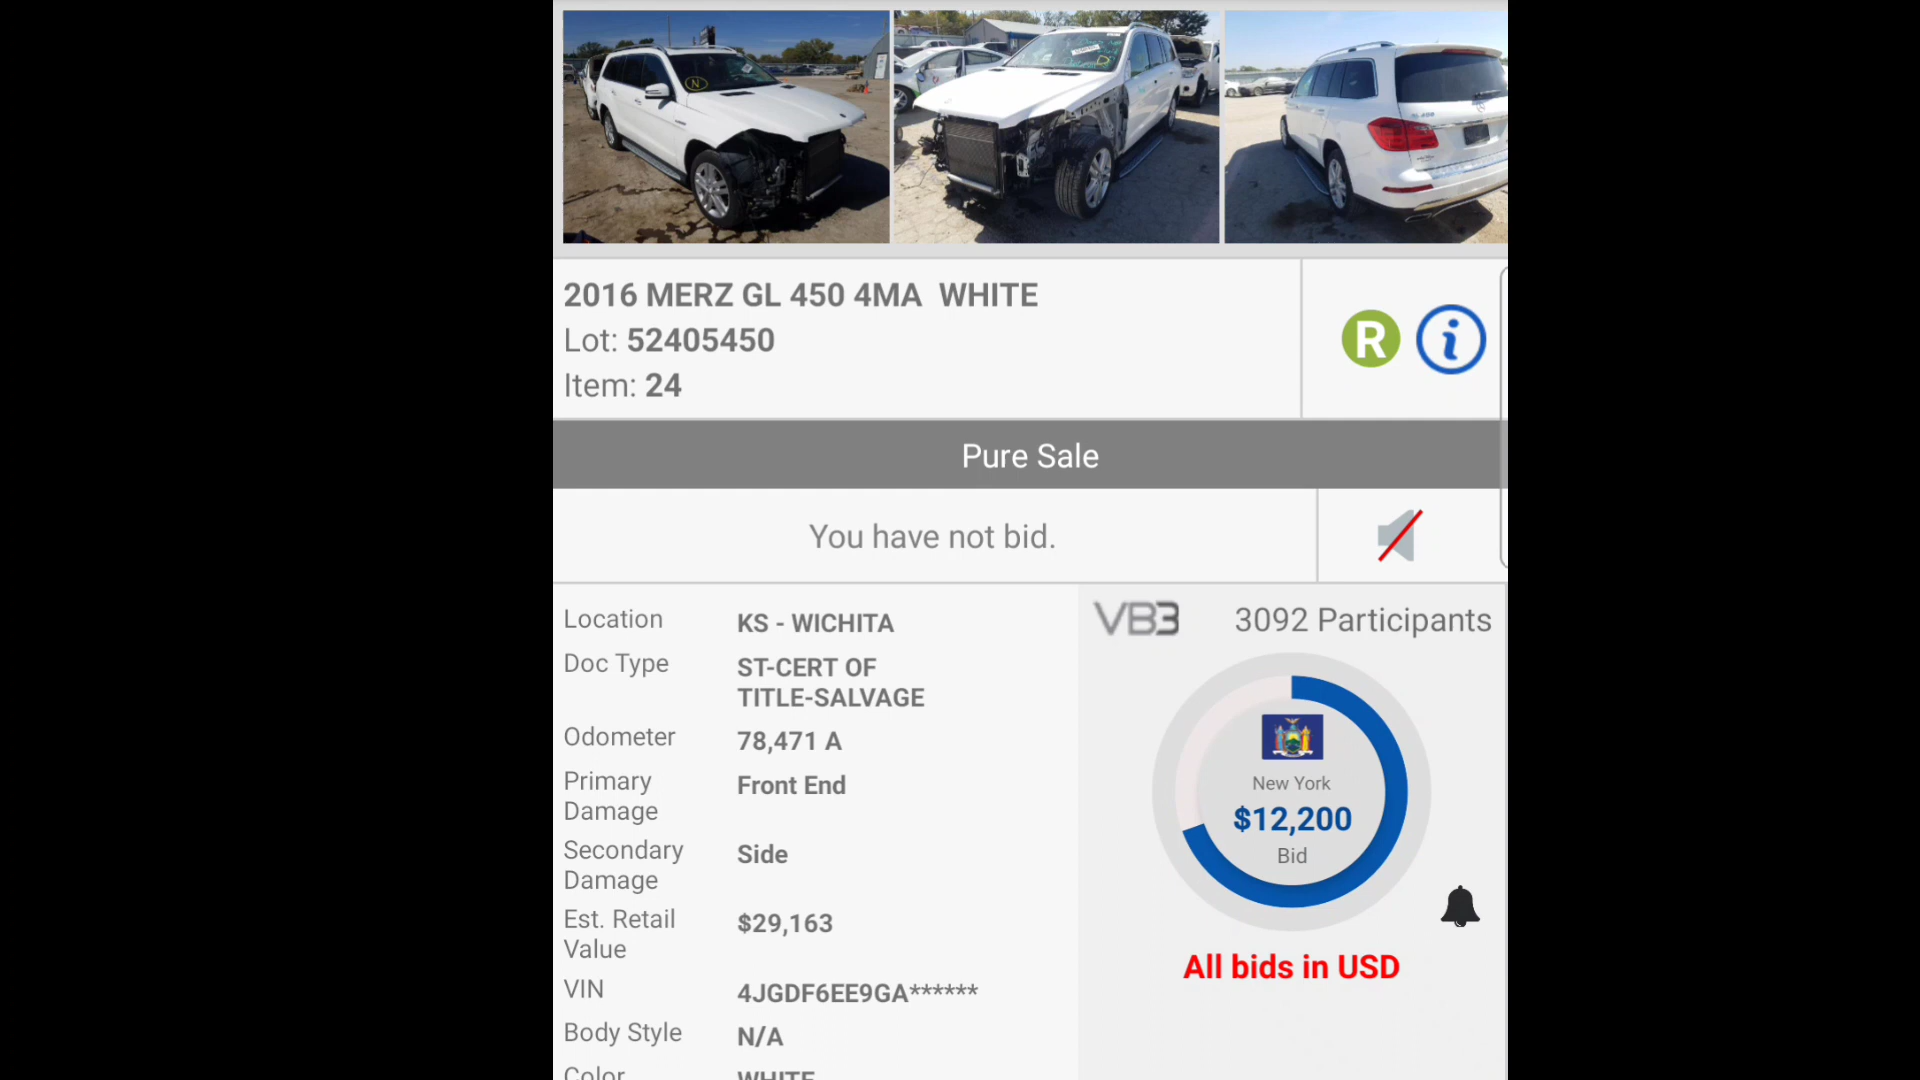 2016 MERZ GL 450 4MA WHITE
Lot: 52405450
Item: 24
R i
Pure Sale
You have not bid.
Location KS - WICHITA
Doc Type ST-CERT OF
TITLE-SALVAGE
Odometer 78,471 A
Primary
Damage Front End
Secondary
Damage Side
Est. Retail
Value $29,163
VIN 4JGDF6EE9GA******
Body Style N/A
Color WHITE
VB3 3092 Participants
New York
$12,200
Bid
All bids in USD